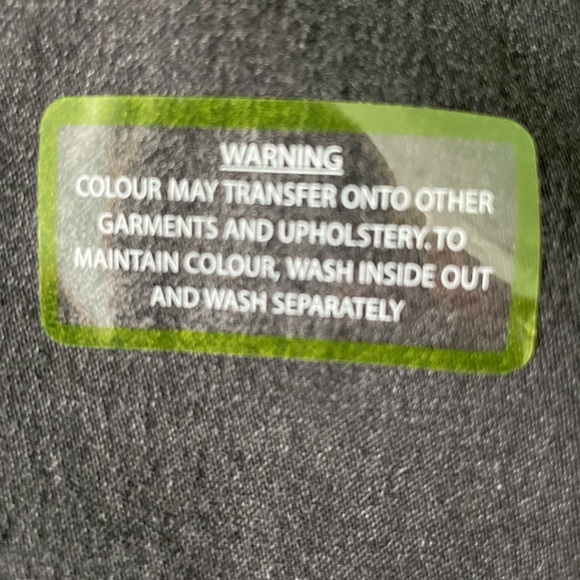 WARNING
COLOUR MAY TRANSFER ONTO OTHER
GARMENTS AND UPHOLSTERY. TO
MAINTAIN COLOUR, WASH INSIDE OUT
AND WASH SEPARATELY